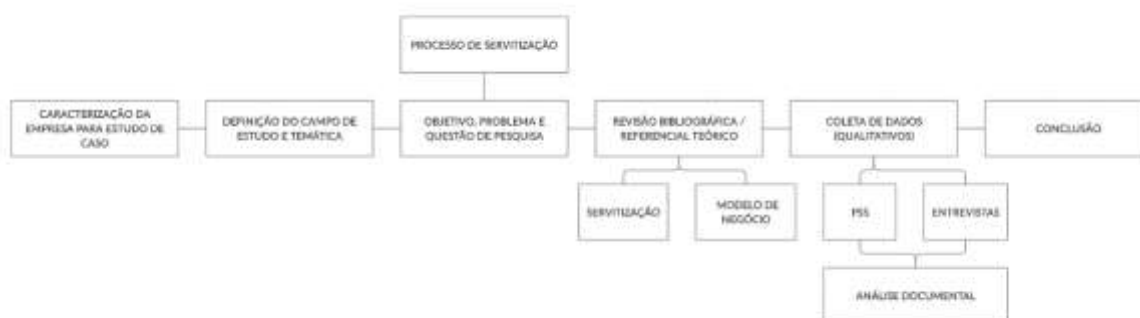 PROCESSO DE SERVITIZAÇÃO
CARACTERIZAÇÃO DA
EMPRESA PARA ESTUDO DE
CASO
DEFINIÇÃO DO CAMPO DE
ESTUDO E TEMÁTICA
OBJETIVO, PROBLEMA E
QUESTÃO DE PESQUISA
REVISÃO BIBLIOGRÁFICA /
REFERENCIAL TEÓRICO
COLETA DE DADOS
(QUALITATIVOS)
CONCLUSÃO
SERVITIZAÇÃO
MODELO DE
NEGÓCIO
PSS
ENTREVISTAS
ANÁLISE DOCUMENTAL